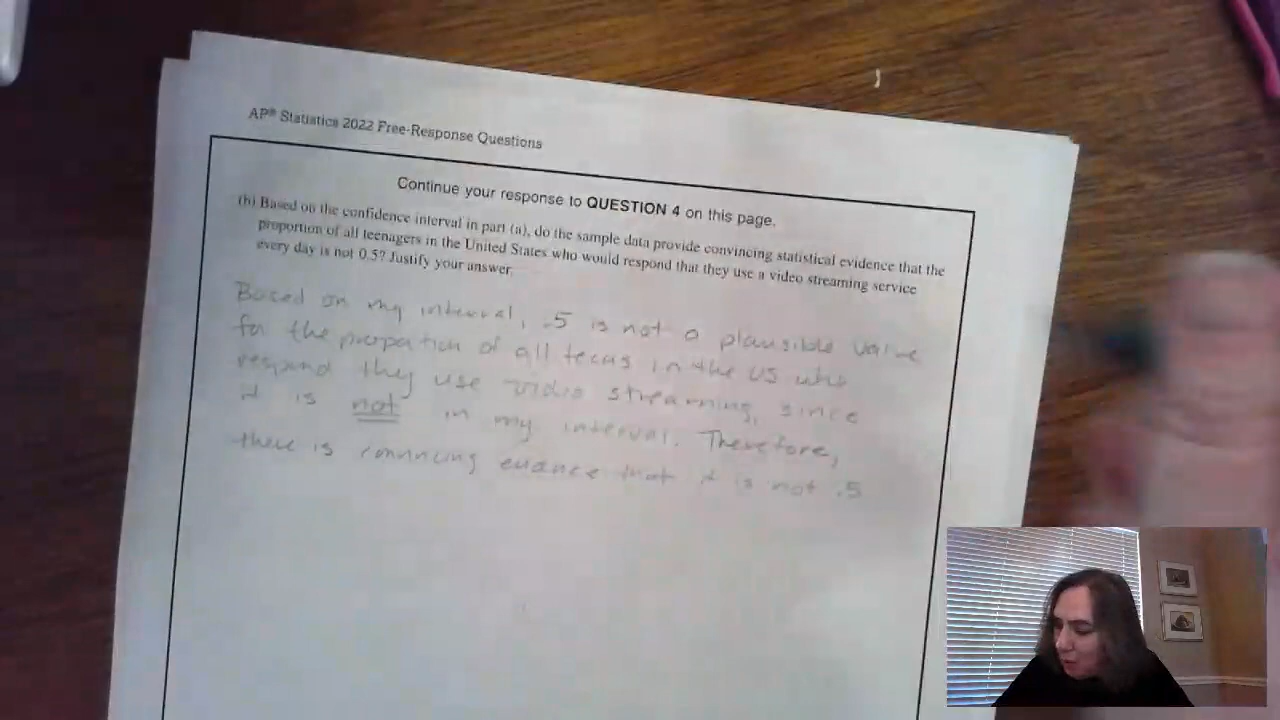 AP® Statistics 2022 Free-Response Questions
Continue your response to QUESTION 4 on this page.
(b) Based on the confidence interval in part (a), do the sample data provide convincing statistical evidence that the
proportion of all teenagers in the United States who would respond that they use a video streaming service
every day is not 0.5? Justify your answer.
Based on my interval, .5 is not a plausible value
for the proportion of all teens in the US who
respond they use video streaming, since
it is not in my interval. Therefore,
there is that it is not .5